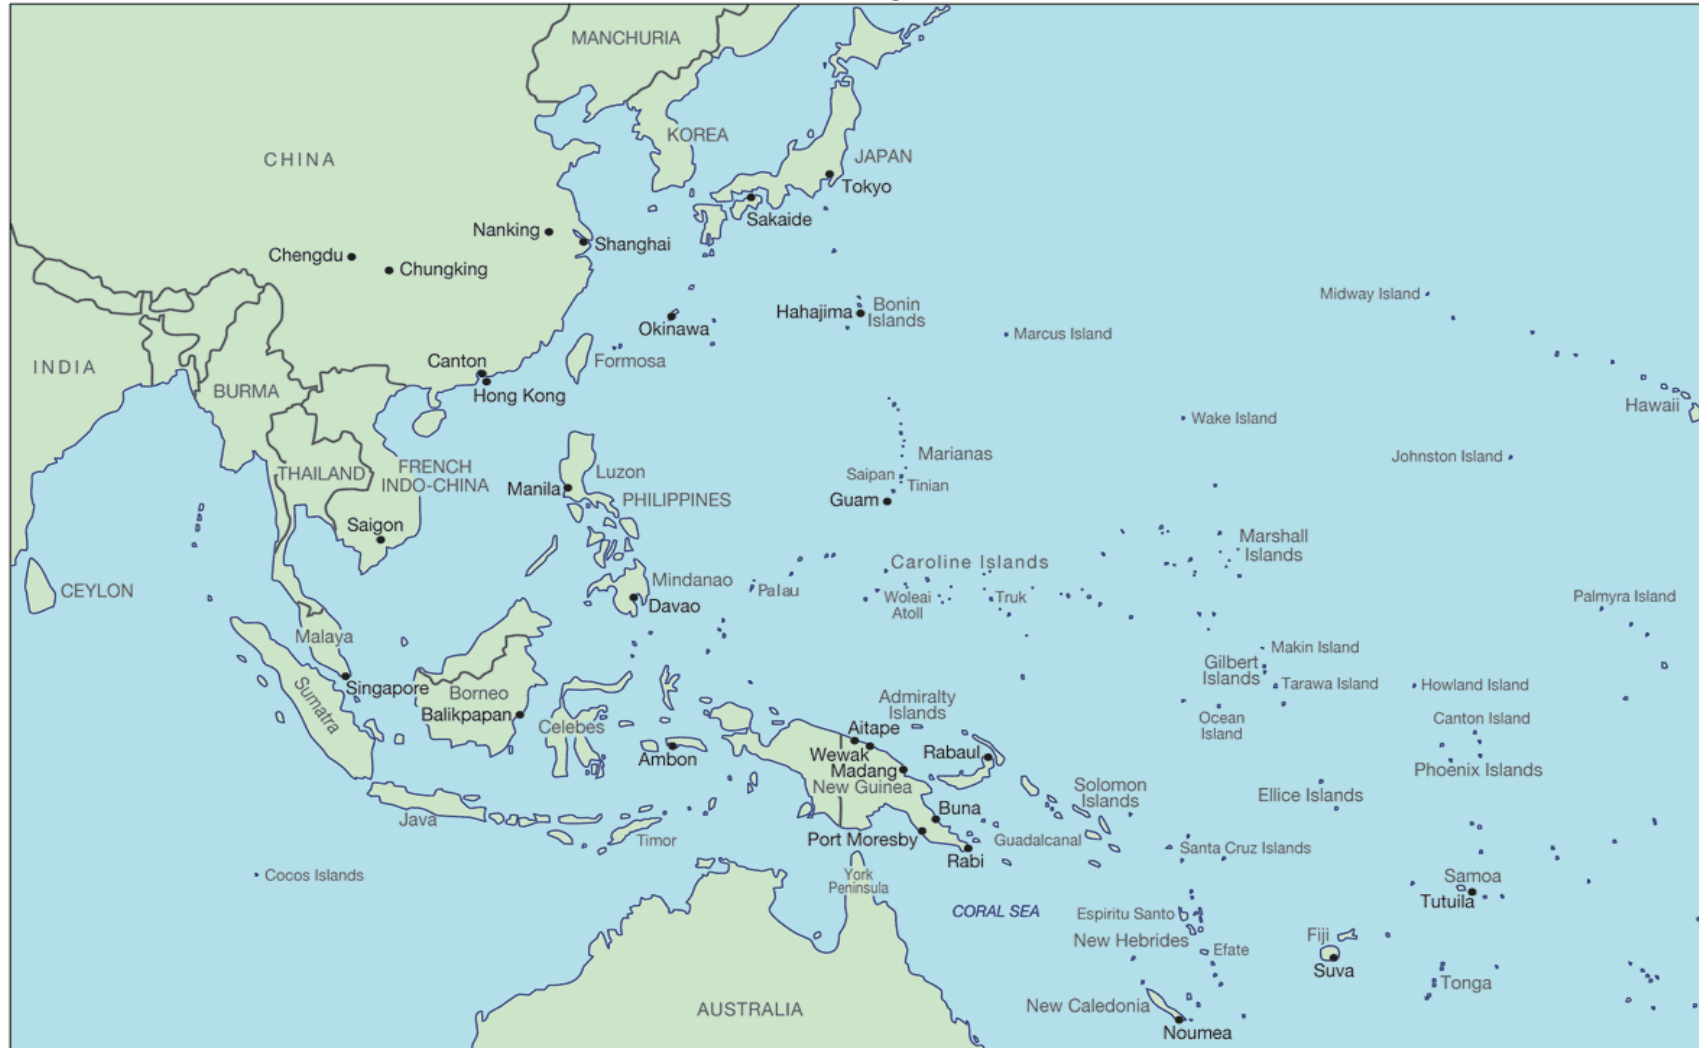 MANCHURIA
KOREA
CHINA
JAPAN
Tokyo
Sakaide
Nanking
Shanghai
Chengdu
Chungking
Midway Island
Hahajima
Bonin
Islands
Okinawa
Marcus Island
Formosa
Canton
INDIA
BURMA
Hong Kong
Hawaii
Wake Island
Marianas
Johnston Island
THAILAND
FRENCH
INDO-CHINA
Luzon
Saipan
Tinian
Manila
PHILIPPINES
Guam
Saigon
Marshall
Islands
Caroline Islands
CEYLON
Mindanao
Palau
Woleai
Atoll
Truk
Palmyra Island
Davao
Malaya
Makin Island
Gilbert
Islands
Singapore
Sumatra
Borneo
Tarawa Island
Howland Island
Admiralty
Islands
Balikpapan
Celebes
Ocean
Island
Canton Island
Aitape
Wewak
Rabaul
Ambon
Madang
Phoenix Islands
New Guinea
Solomon
Islands
Ellice Islands
Java
Buna
Timor
Port Moresby
Guadalcanal
Santa Cruz Islands
Rabi
Cocos Islands
York
Peninsula
Samoa
Tutuila
CORAL SEA
Espiritu Santo
New Hebrides
Efate
Fiji
Suva
Tonga
New Caledonia
AUSTRALIA
Noumea